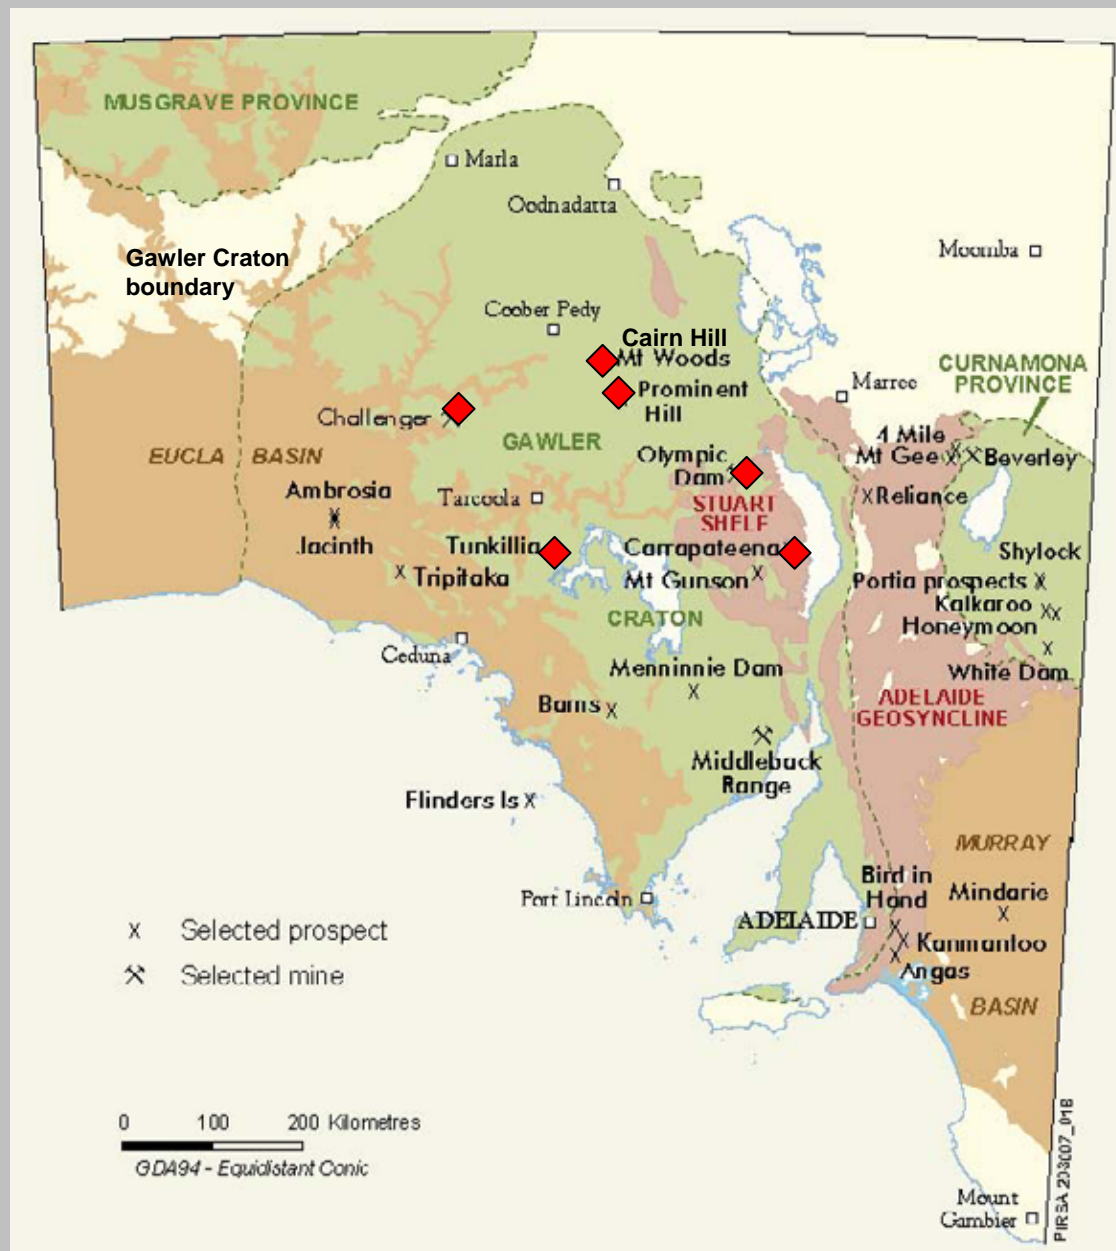 MUSGRAVE PROVINCE
Marla
Oodnadatta
Gawler Craton
boundary
Moomba
Coober Pedy
Cairn Hill
Mt Woods
Prominent
Hill
Marree
CURNAMONA
PROVINCE
Challenger
GAWLER
4 Mile
Mt Gee
Beverley
EUCLA BASIN
Olympic
Dam
Ambrosia
Tarcoola
Reliance
STUART
SHELF
Jacinth
Tunkillia
Carrapateena
Shylock
Tripitaka
Mt Gunson
Portia prospects
Kalkaroo
CRATON
Honeymoon
Ceduna
Menninnie Dam
White Dam
Barns
ADELAIDE
GEOSYNCLINE
Middleback
Range
Flinders Is
MURRAY
Bird in
Hand
Mindarie
Port Lincoln
ADELAIDE
x Selected prospect
Kanmantoo
Angas
Selected mine
BASIN
0 100 200 Kilometres
GDA94 - Equidistant Conic
PIRSA 203607_018
Mount
Gambier